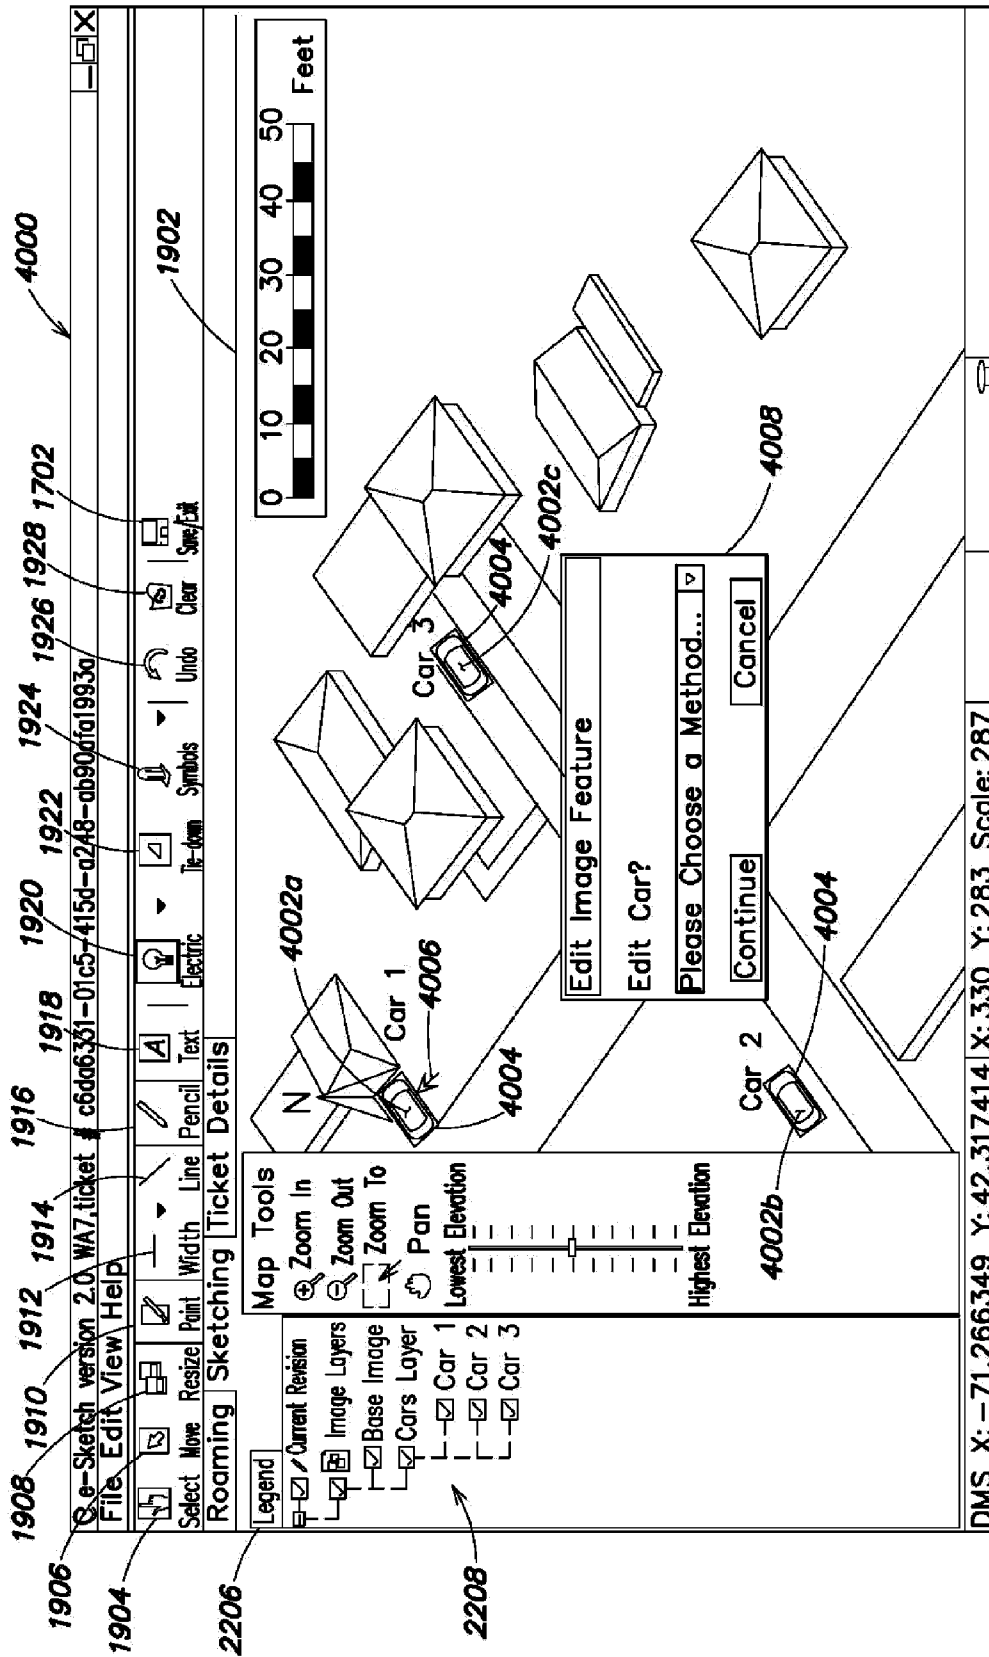 4000
1902
1904
1906
1908
1910
1912
1914
1916
1918
1920
1922
1924
1926
1928
1702
e-Sketch version 2.0 WA7,ticket # c6da6331-01c5-415d-a248-ab90afa1993a
File Edit View Help
Select Move Resize Paint Width Line Pencil Text Electric Tie-down Symbols Undo Clear Save/Exit
Roaming Sketching Ticket Details
2206
Legend
Current Revision
Image Layers
Base Image
Cars Layer
Car 1
Car 2
Car 3
2208
Map Tools
Zoom In
Zoom Out
Zoom To
Pan
Lowest Elevation
Highest Elevation
0 10 20 30 40 50
Feet
N
4002a
Car 1
4006
4004
Car 3
4004
4002c
Edit Image Feature
Edit Car?
Please Choose a Method...
Continue Cancel
4008
Car 2
4002b
4004
DMS X: -71.266349 Y: 42.317414 X: 330 Y: 283 Scale: 287